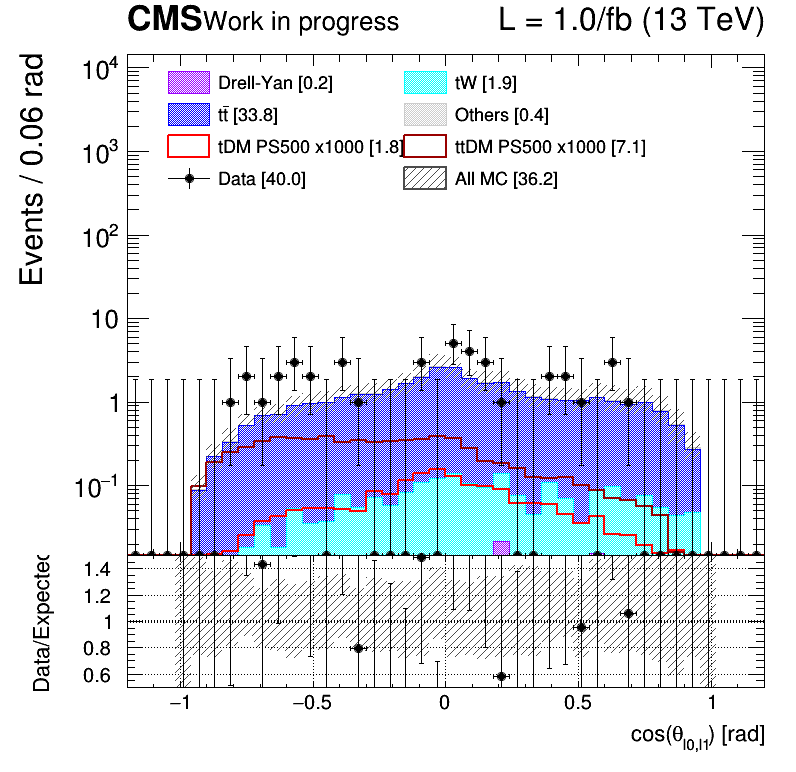 CMS Work in progress L = 1.0/fb (13 TeV)
Events / 0.06 rad
10⁴
10³
10²
10
1
10⁻¹
Drell-Yan [0.2] tW [1.9]
tt̄ [33.8] Others [0.4]
tDM PS500 x1000 [1.8] ttDM PS500 x1000 [7.1]
Data [40.0] All MC [36.2]
Data/Expected
1.4
1.2
1
0.8
0.6
−1 −0.5 0 0.5 1
cos(θl0,l1) [rad]